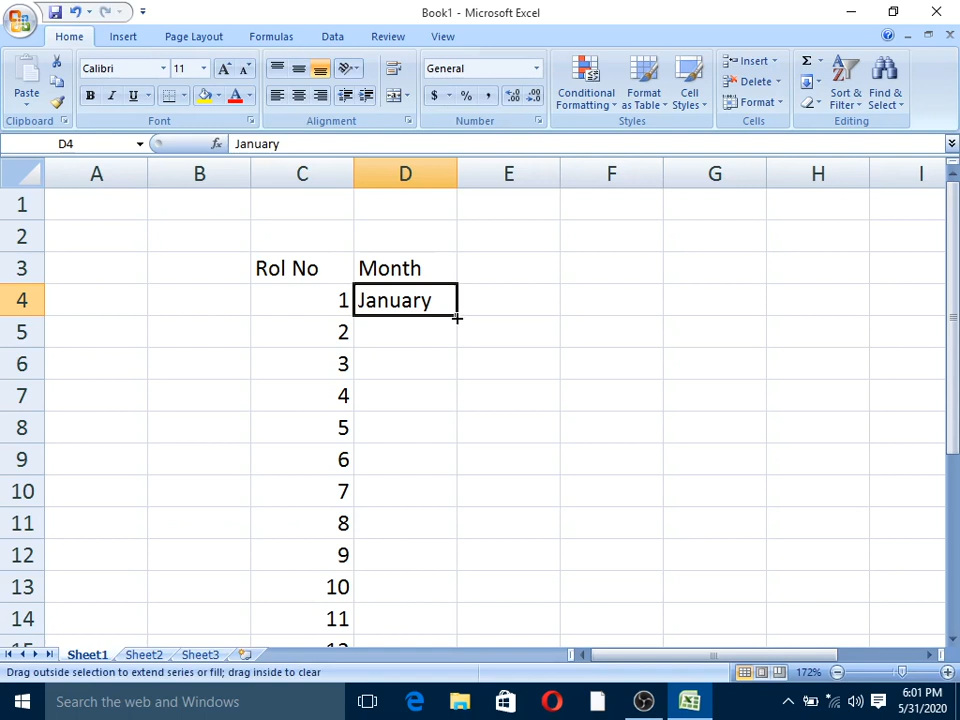 Book1 - Microsoft Excel
Home Insert Page Layout Formulas Data Review View
Paste
Calibri 11
General
Conditional Formatting
Format as Table
Cell Styles
Insert
Delete
Format
Sort & Filter
Find & Select
Clipboard Font Alignment Number Styles Cells Editing
D4 fx January
A B C D E F G H I
1
2
3 Rol No Month
4 1 January
5 2
6 3
7 4
8 5
9 6
10 7
11 8
12 9
13 10
14 11
Sheet1 Sheet2 Sheet3
Drag outside selection to extend series or fill; drag inside to clear 172%
Search the web and Windows
6:01 PM
5/31/2020